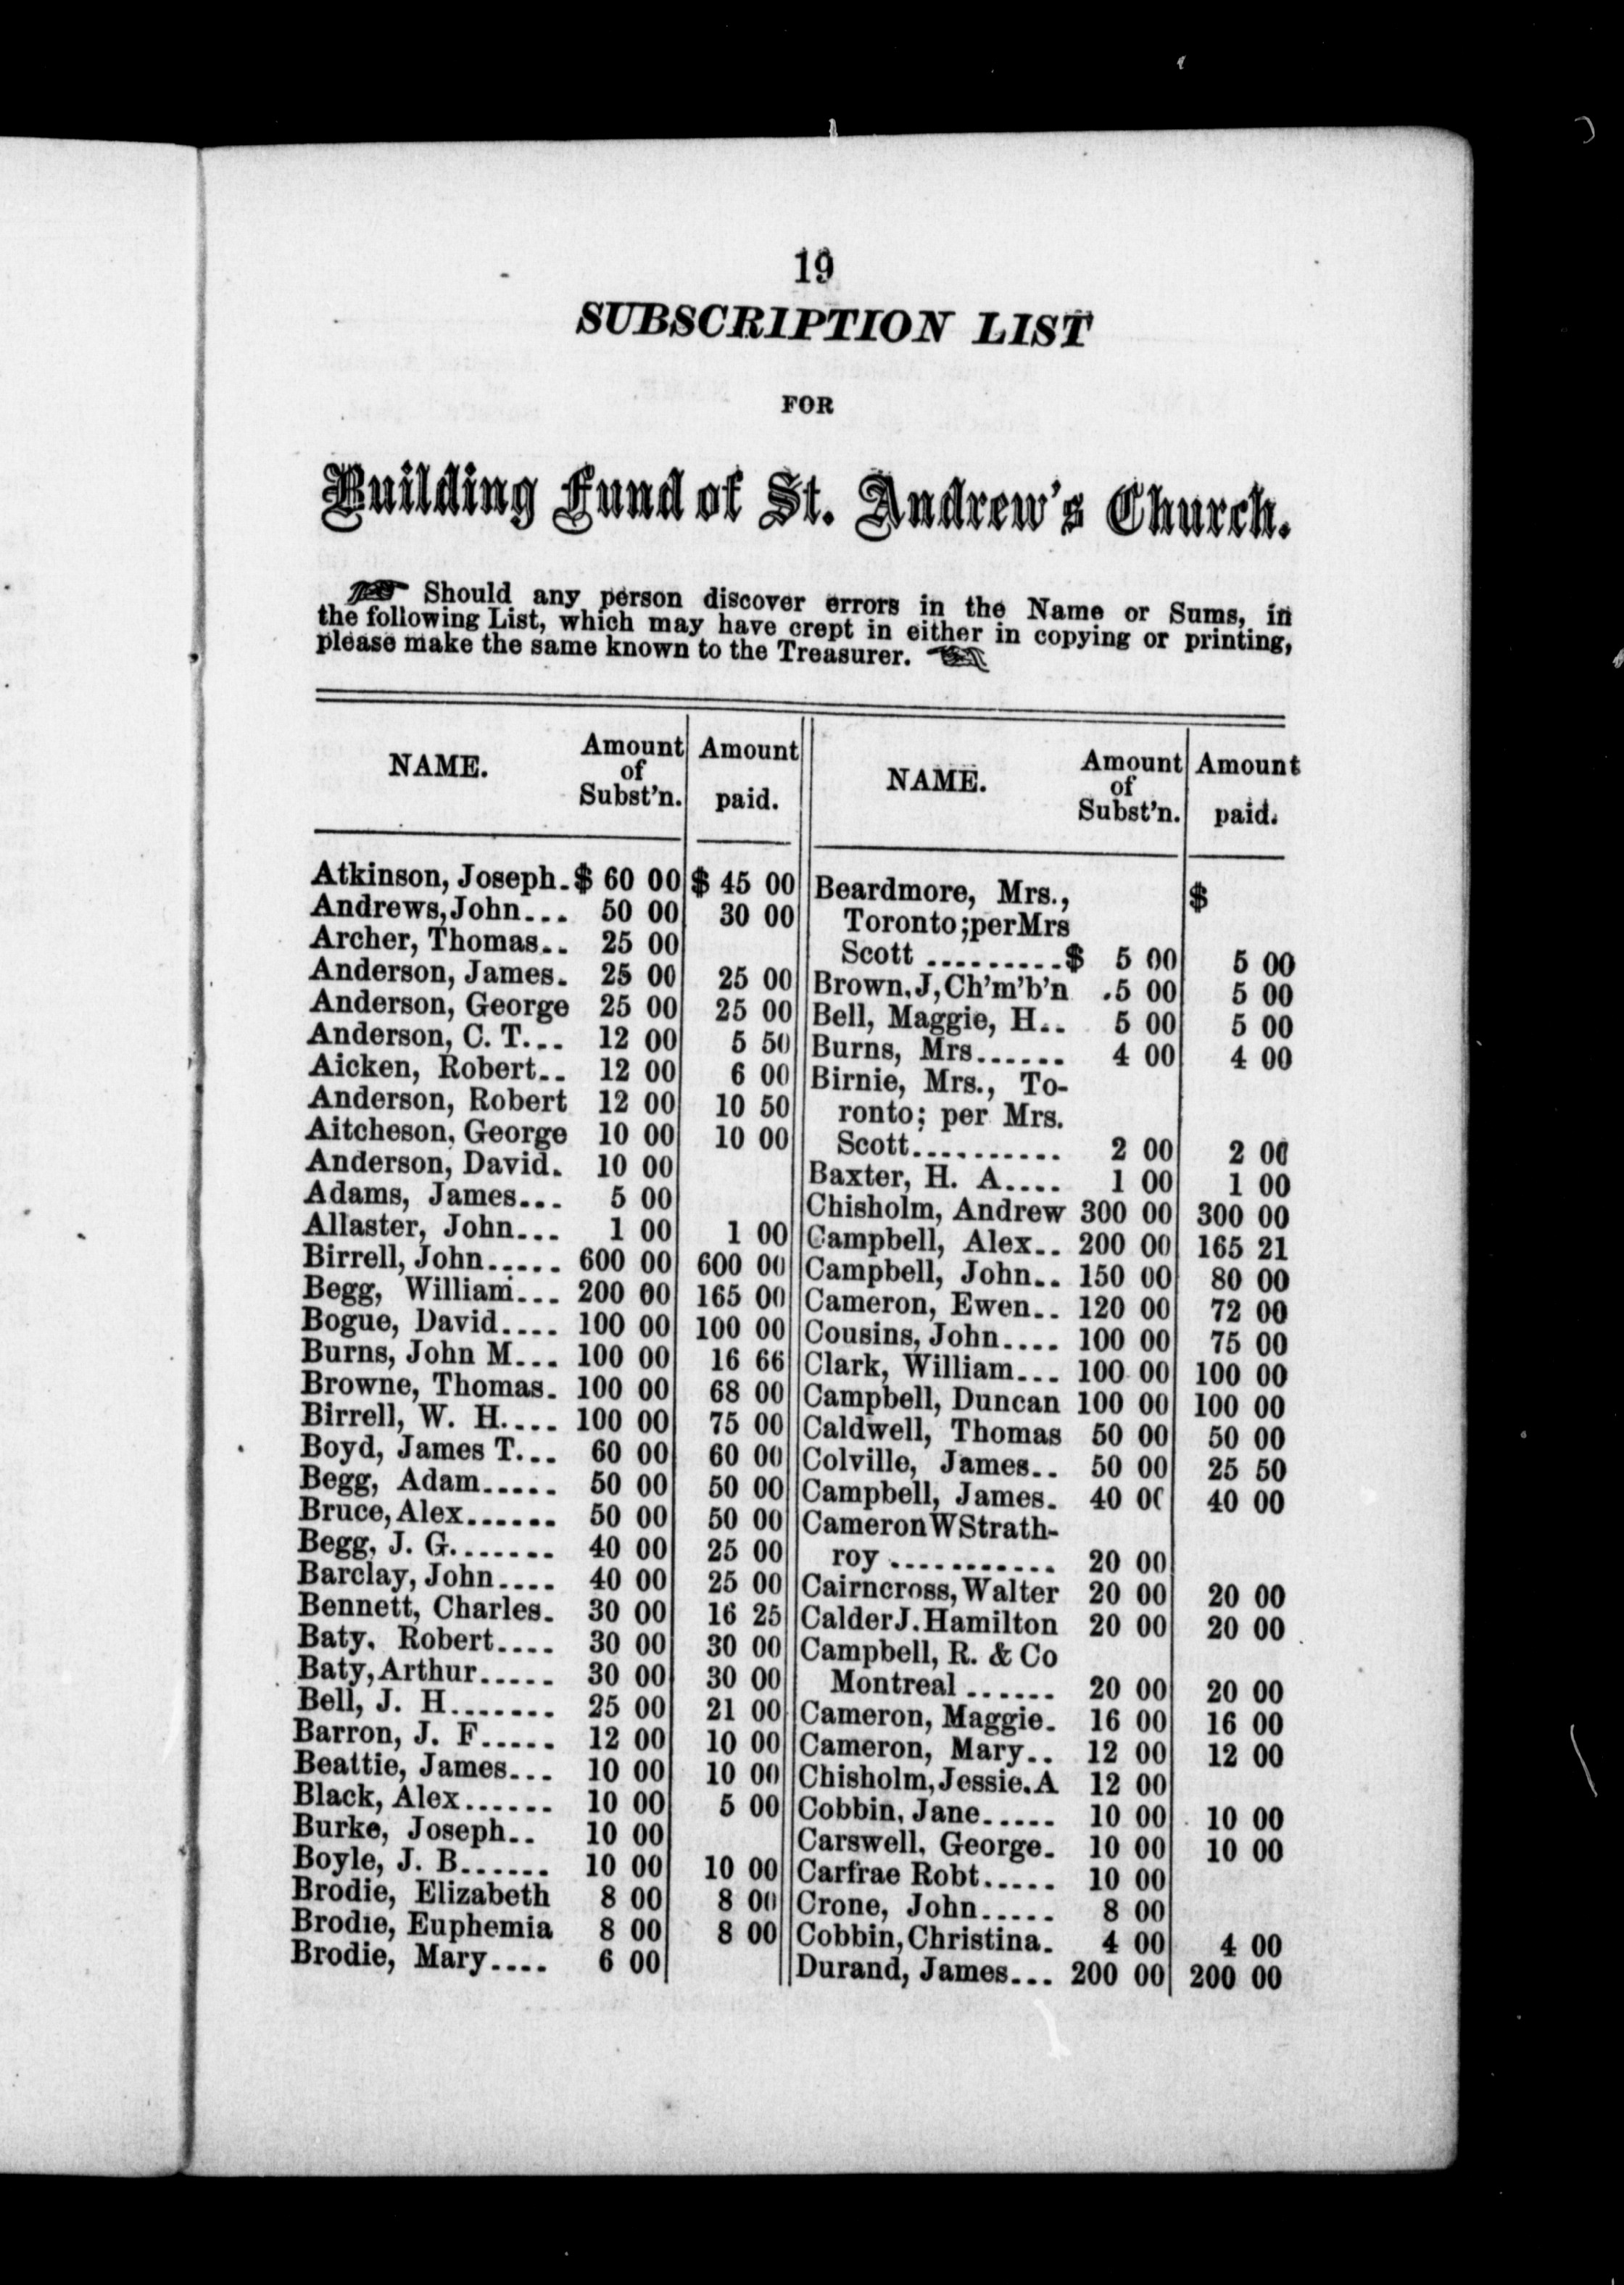 19
SUBSCRIPTION LIST
FOR
Building Fund of St. Andrew's Church.
Should any person discover errors in the Name or Sums, in
the following List, which may have crept in either in copying or printing,
please make the same known to the Treasurer.
NAME. Amount of Subst'n. Amount paid.
Atkinson, Joseph. $ 60 00 $ 45 00
Andrews, John... 50 00 30 00
Archer, Thomas.. 25 00
Anderson, James. 25 00 25 00
Anderson, George 25 00 25 00
Anderson, C. T... 12 00 5 50
Aicken, Robert.. 12 00 6 00
Anderson, Robert 12 00 10 50
Aitcheson, George 10 00 10 00
Anderson, David. 10 00
Adams, James... 5 00
Allaster, John... 1 00 1 00
Birrell, John..... 600 00 600 00
Begg, William... 200 00 165 00
Bogue, David.... 100 00 100 00
Burns, John M... 100 00 16 66
Browne, Thomas. 100 00 68 00
Birrell, W. H.... 100 00 75 00
Boyd, James T... 60 00 60 00
Begg, Adam..... 50 00 50 00
Bruce, Alex...... 50 00 50 00
Begg, J. G....... 40 00 25 00
Barclay, John.... 40 00 25 00
Bennett, Charles. 30 00 16 25
Baty, Robert.... 30 00 30 00
Baty, Arthur..... 30 00 30 00
Bell, J. H....... 25 00 21 00
Barron, J. F..... 12 00 10 00
Beattie, James... 10 00 10 00
Black, Alex...... 10 00 5 00
Burke, Joseph.. 10 00
Boyle, J. B...... 10 00 10 00
Brodie, Elizabeth 8 00 8 00
Brodie, Euphemia 8 00 8 00
Brodie, Mary.... 6 00
NAME. Amount of Subst'n. Amount paid.
Beardmore, Mrs., $
Toronto; per Mrs
Scott ......... $ 5 00 5 00
Brown, J, Ch'm'b'n .5 00 5 00
Bell, Maggie, H.. 5 00 5 00
Burns, Mrs...... 4 00 4 00
Birnie, Mrs., To-
ronto; per Mrs.
Scott.......... 2 00 2 00
Baxter, H. A.... 1 00 1 00
Chisholm, Andrew 300 00 300 00
Campbell, Alex.. 200 00 165 21
Campbell, John.. 150 00 80 00
Cameron, Ewen.. 120 00 72 00
Cousins, John.... 100 00 75 00
Clark, William... 100 00 100 00
Campbell, Duncan 100 00 100 00
Caldwell, Thomas 50 00 50 00
Colville, James.. 50 00 25 50
Campbell, James. 40 00 40 00
Cameron W Strath-
roy ........... 20 00
Cairncross, Walter 20 00 20 00
Calder J. Hamilton 20 00 20 00
Campbell, R. & Co
Montreal ...... 20 00 20 00
Cameron, Maggie. 16 00 16 00
Cameron, Mary.. 12 00 12 00
Chisholm, Jessie. A 12 00
Cobbin, Jane..... 10 00 10 00
Carswell, George. 10 00 10 00
Carfrae Robt..... 10 00
Crone, John..... 8 00
Cobbin, Christina. 4 00 4 00
Durand, James... 200 00 200 00